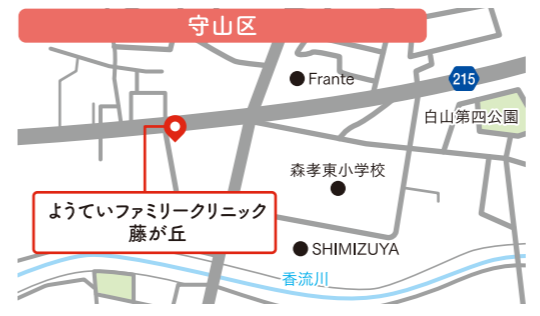 守山区
Frante
215
白山第四公園
森孝東小学校
ようていファミリークリニック
藤が丘
SHIMIZUYA
香流川